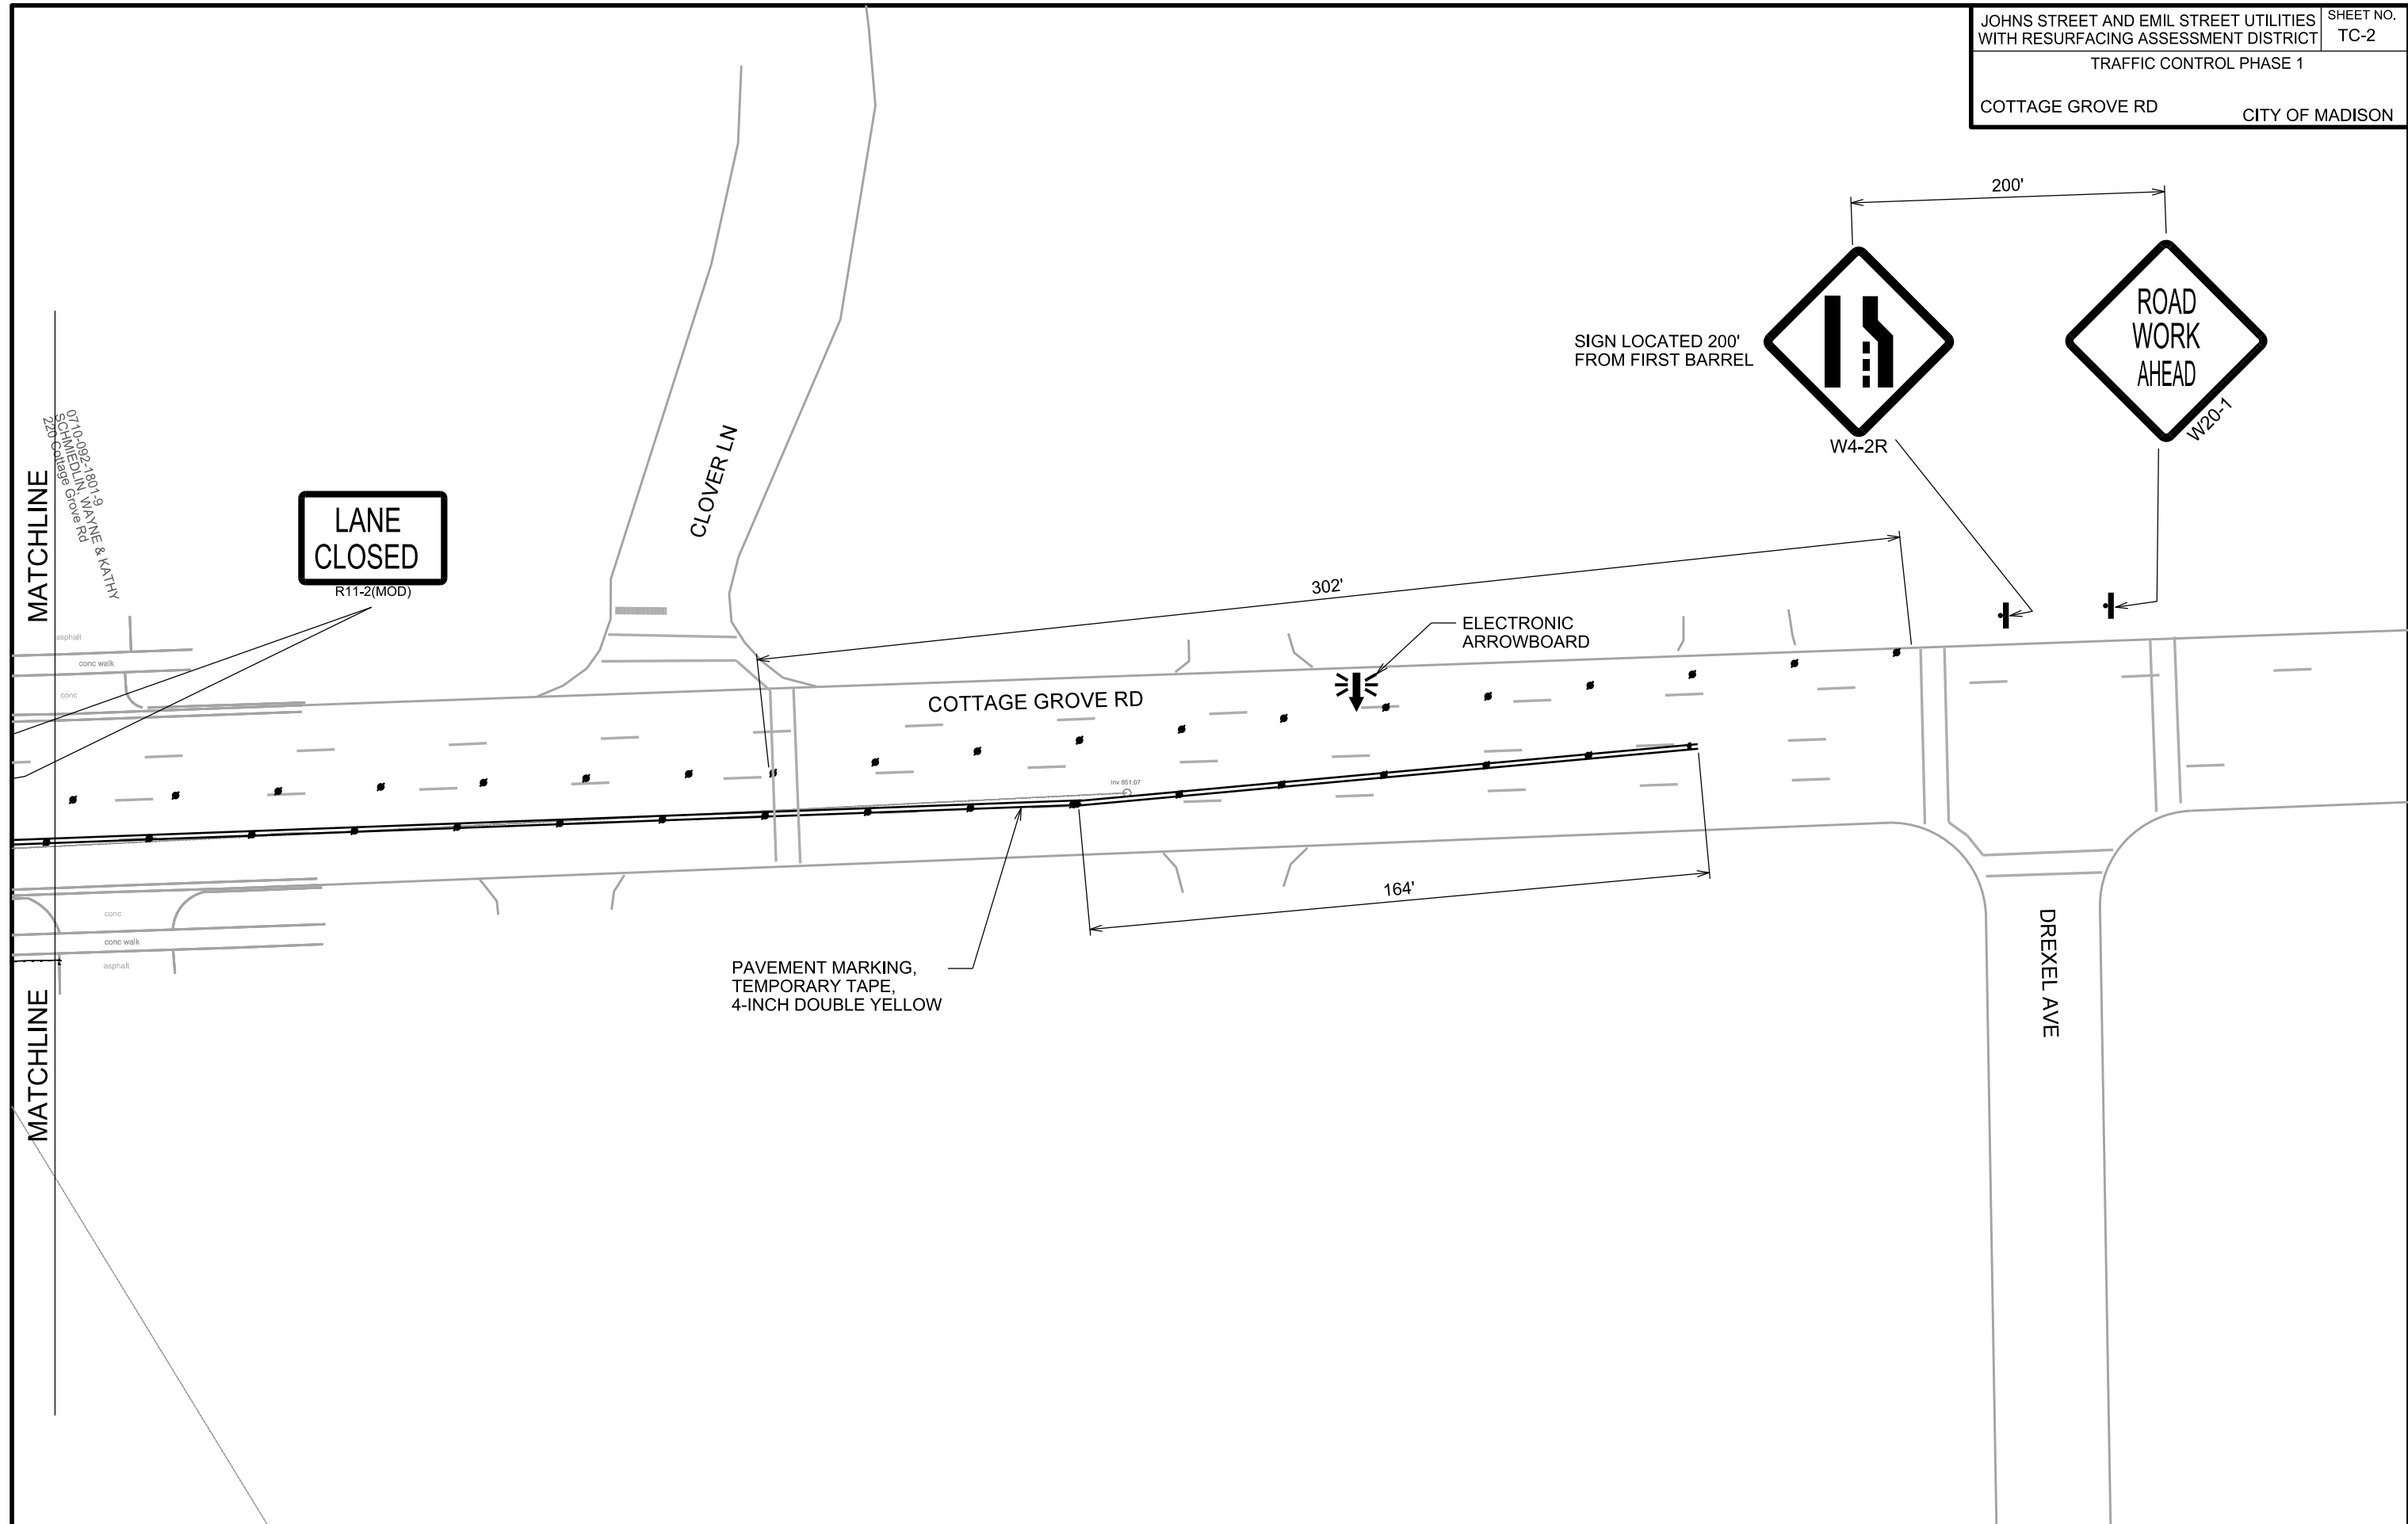 JOHNS STREET AND EMIL STREET UTILITIES
WITH RESURFACING ASSESSMENT DISTRICT
SHEET NO.
TC-2
TRAFFIC CONTROL PHASE 1
COTTAGE GROVE RD
CITY OF MADISON
200'
SIGN LOCATED 200'
FROM FIRST BARREL
W4-2R
ROAD
WORK
AHEAD
W20-1
MATCHLINE
0710-092-1801-9
SCHMIEDLIN, WAYNE & KATHY
220 Cottage Grove Rd
LANE
CLOSED
R11-2(MOD)
CLOVER LN
302'
ELECTRONIC
ARROWBOARD
asphalt
conc walk
conc
COTTAGE GROVE RD
Inv 851.07
164'
conc
conc walk
asphalt
PAVEMENT MARKING,
TEMPORARY TAPE,
4-INCH DOUBLE YELLOW
DREXEL AVE
MATCHLINE